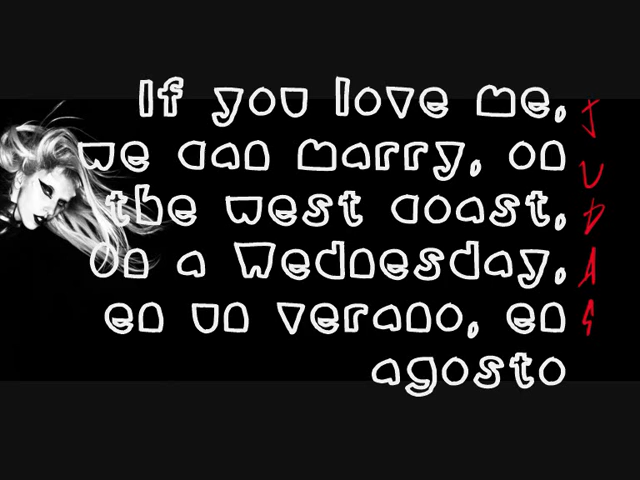 If you love me,
we can marry, on
the west coast,
On a Wednesday,
en un verano, en
agosto
JUDAS